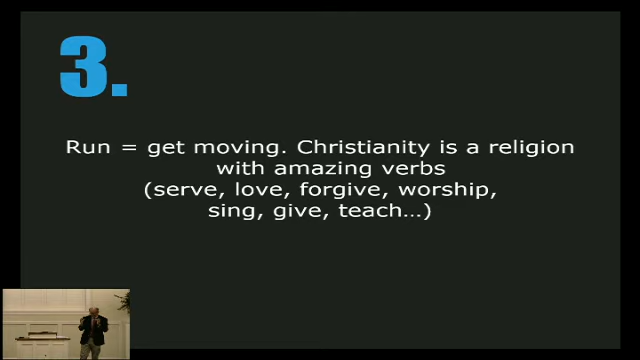 3.
Run = get moving. Christianity is a religion
with amazing verbs
(serve, love, forgive, worship,
sing, give, teach...)